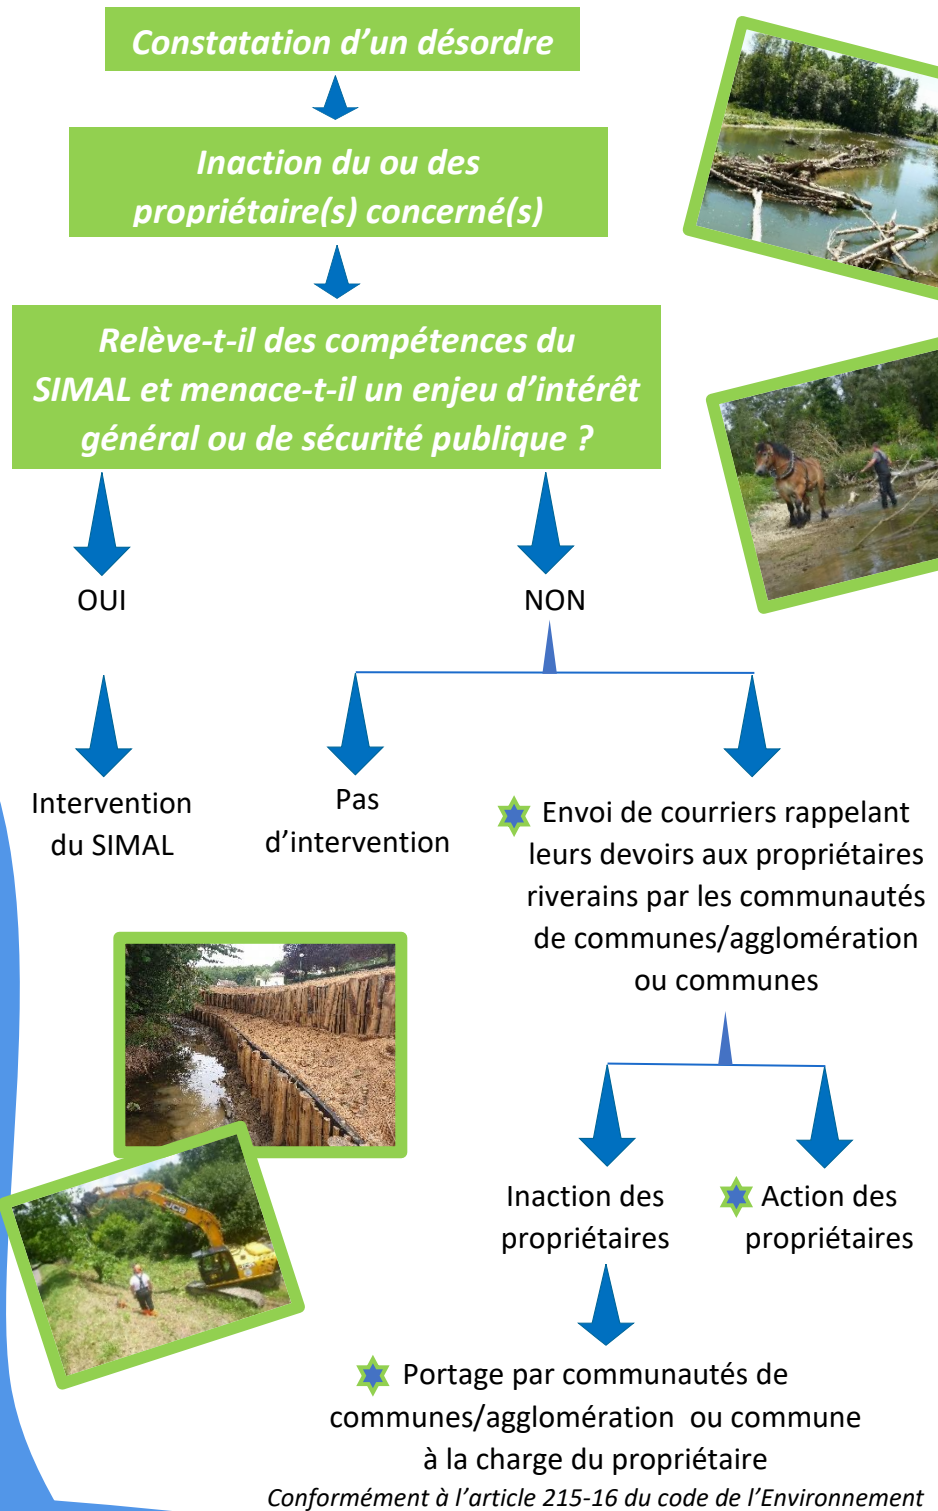 Constatation d’un désordre
Inaction du ou des
propriétaire(s) concerné(s)
Relève-t-il des compétences du
SIMAL et menace-t-il un enjeu d’intérêt
général ou de sécurité publique ?
OUI
NON
Intervention
du SIMAL
Pas
d’intervention
Envoi de courriers rappelant
leurs devoirs aux propriétaires
riverains par les communautés
de communes/agglomération
ou communes
JCB
Inaction des
propriétaires
Action des
propriétaires
Portage par communautés de
communes/agglomération ou commune
à la charge du propriétaire
Conformément à l’article 215-16 du code de l’Environnement